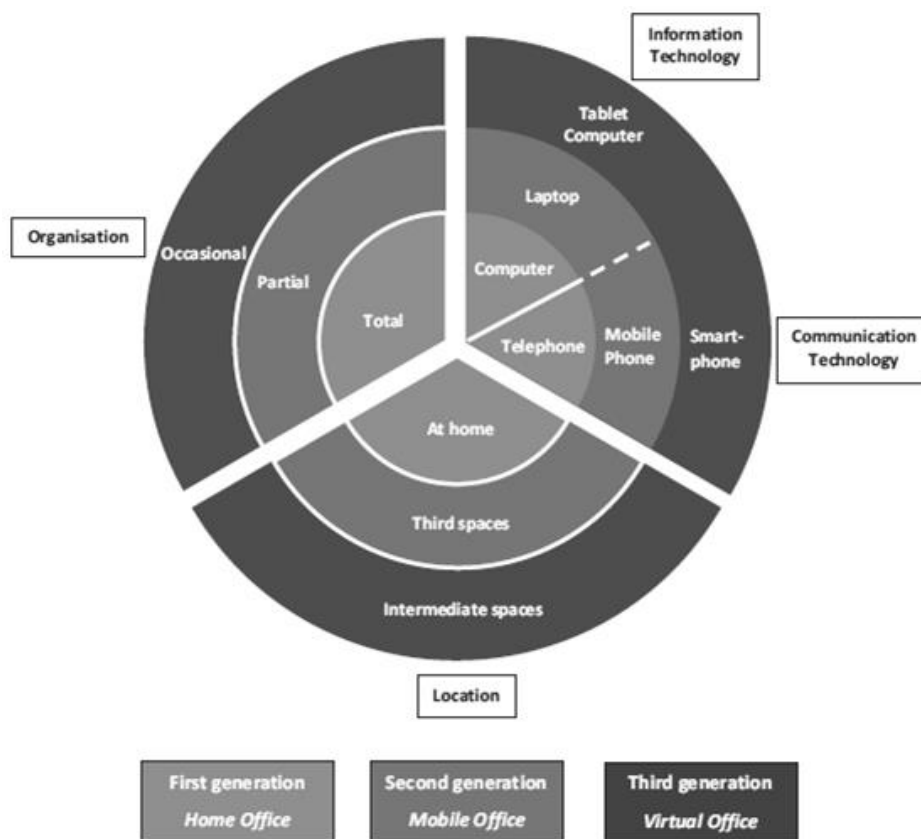 Information
Technology
Tablet
Computer
Laptop
Organisation
Occasional
Partial
Computer
Total
Telephone
Mobile
Phone
Smart-
phone
Communication
Technology
At home
Third spaces
Intermediate spaces
Location
First generation
Home Office
Second generation
Mobile Office
Third generation
Virtual Office